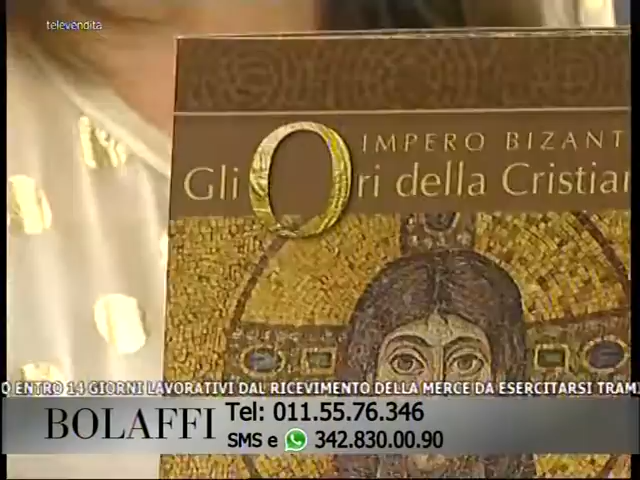 televendita
IMPERO BIZANT
Gli Ori della Cristian
O ENTRO 14 GIORNI LAVORATIVI DAL RICEVIMENTO DELLA MERCE DA ESERCITARSI TRAM
BOLAFFI
Tel: 011.55.76.346
SMS e 342.830.00.90